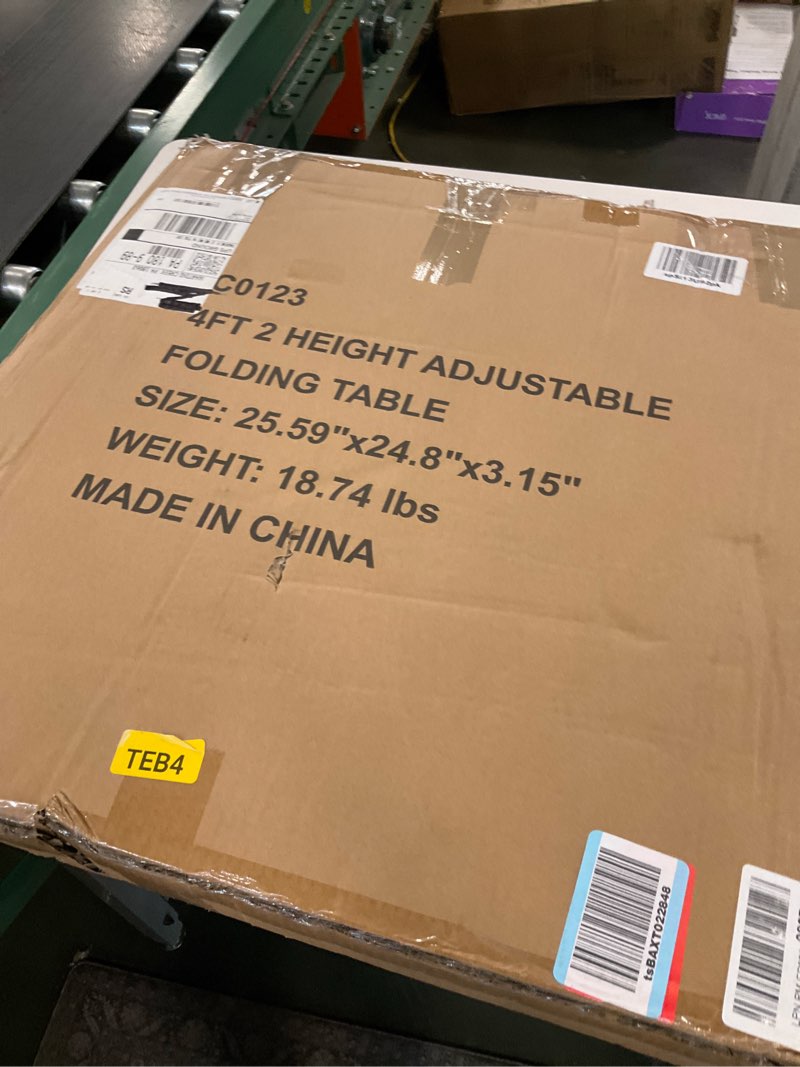 C0123
4FT 2 HEIGHT ADJUSTABLE
FOLDING TABLE
SIZE: 25.59"x24.8"x3.15"
WEIGHT: 18.74 lbs
MADE IN CHINA
TEB4
tsBAXT022848